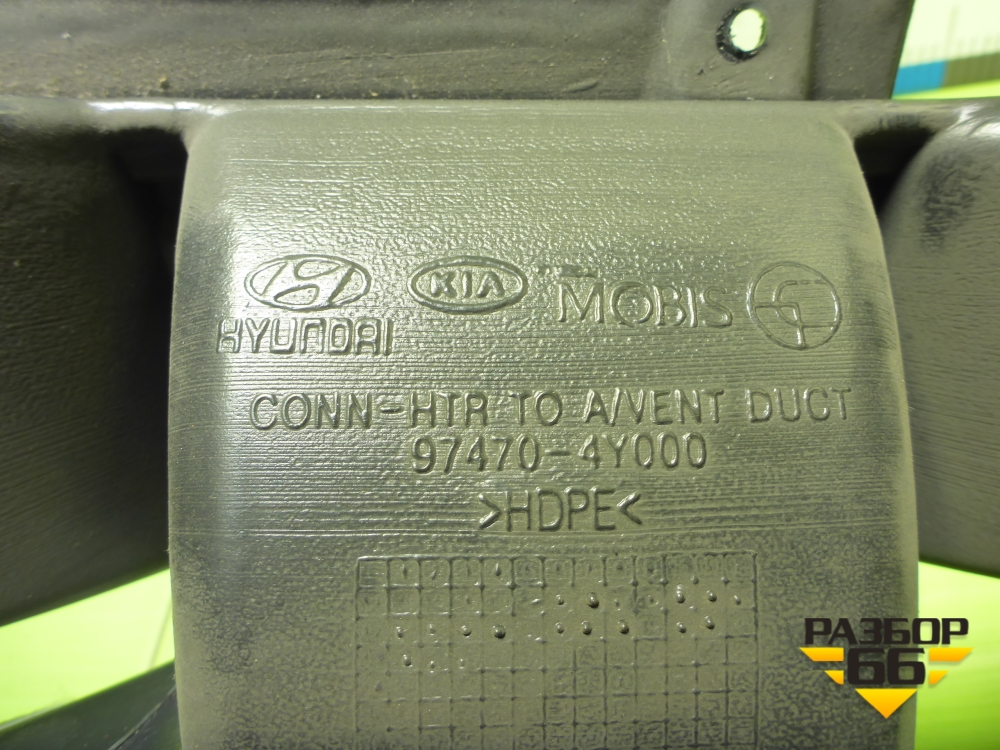 HYUNDAI KIA MOBIS
CONN-HTR TO A/VENT DUCT
97470-4Y000
>HDPE<
РАЗБОР
66